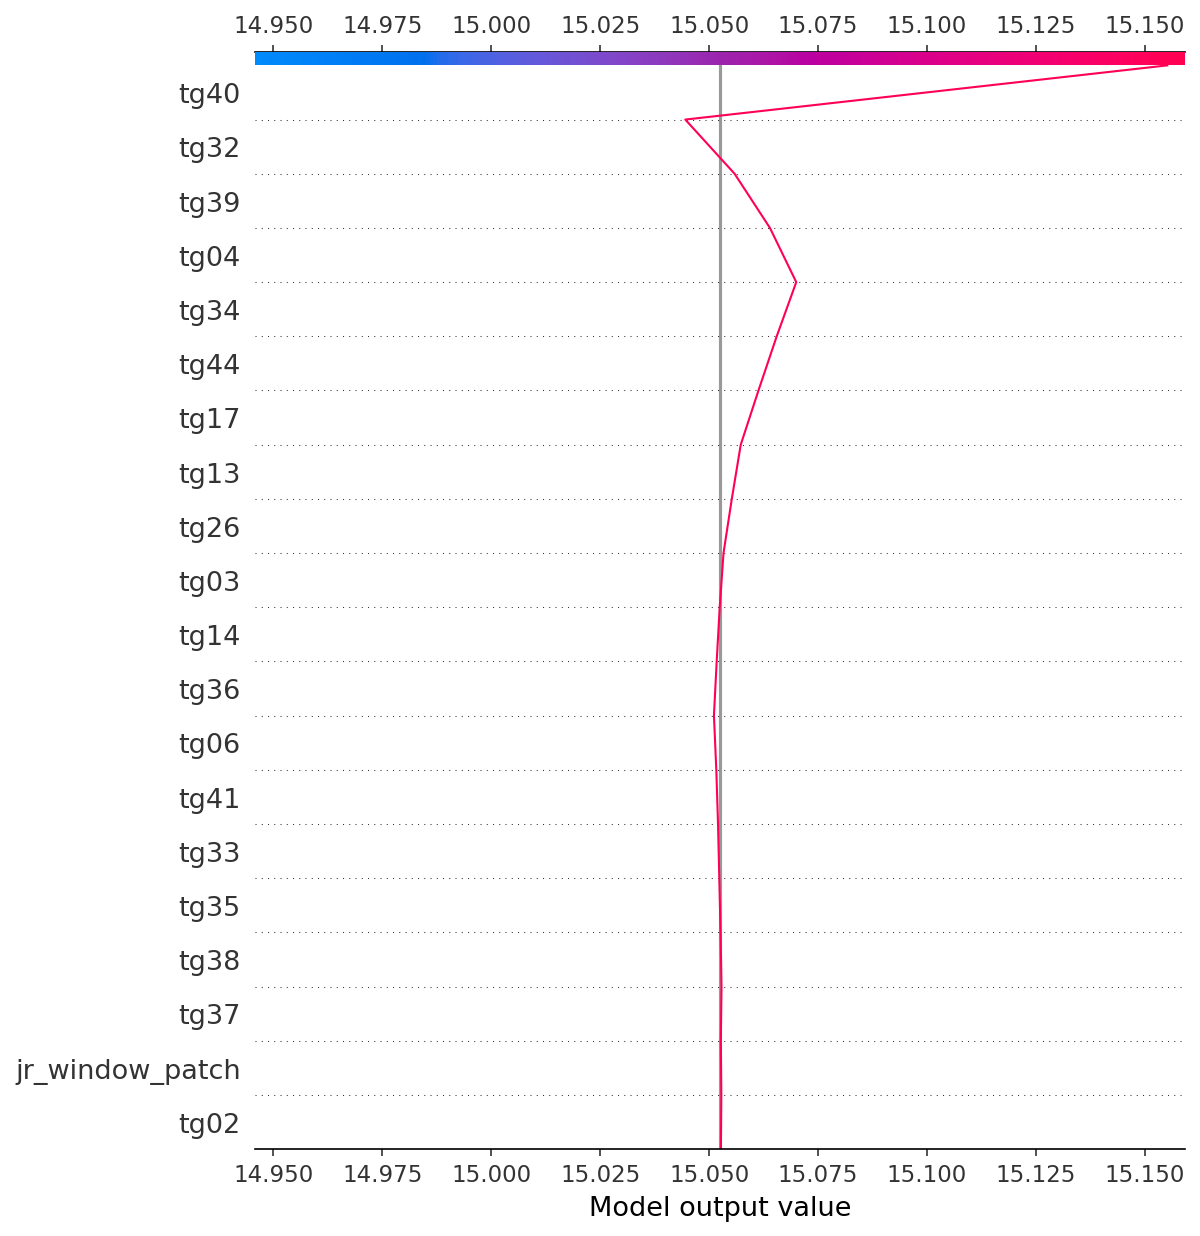 14.950 14.975 15.000 15.025 15.050 15.075 15.100 15.125 15.150
tg40
tg32
tg39
tg04
tg34
tg44
tg17
tg13
tg26
tg03
tg14
tg36
tg06
tg41
tg33
tg35
tg38
tg37
jr_window_patch
tg02
14.950 14.975 15.000 15.025 15.050 15.075 15.100 15.125 15.150
Model output value